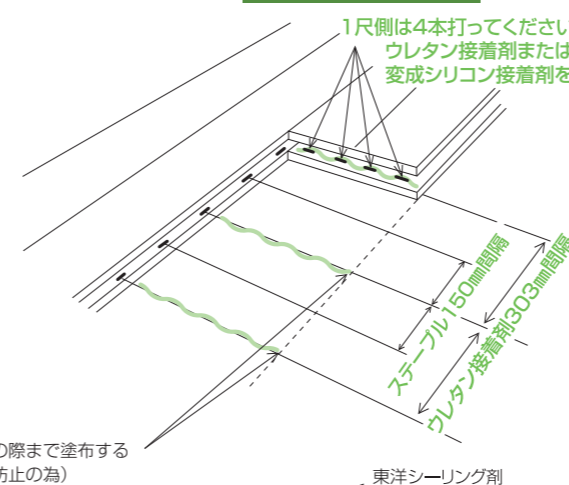 1尺側は4本打ってください
ウレタン接着剤または
変成シリコン接着剤を
ステープル150㎜間隔
ウレタン接着剤303㎜間隔
の際まで塗布する
防止の為）
東洋シーリング剤